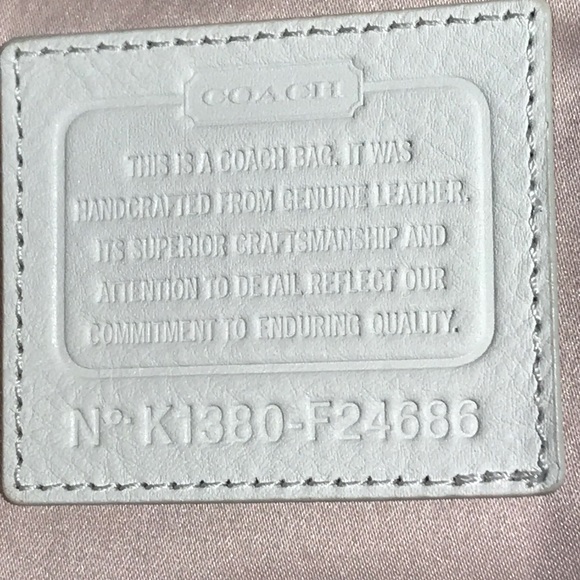 COACH
THIS IS A COACH BAG. IT WAS
HANDCRAFTED FROM GENUINE LEATHER.
ITS SUPERIOR CRAFTSMANSHIP AND
ATTENTION TO DETAIL REFLECT OUR
COMMITMENT TO ENDURING QUALITY.
Nº· K1380-F24686